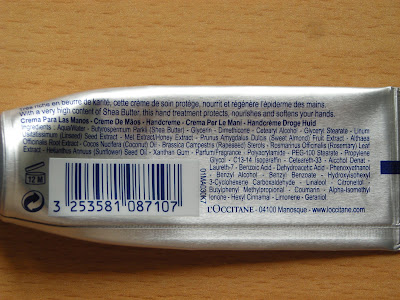 Très riche en beurre de karité, cette crème de soin protège, nourrit et régénère l'épiderme des mains.
With a very high content of Shea Butter, this hand treatment protects, nourishes and softens your hands.
Crema Para Las Manos - Creme De Mãos - Handcreme - Crema Per Le Mani - Handcrème Droge Huid
Ingredients : Aqua/Water - Butyrospermum Parkii (Shea Butter) - Glycerin - Dimethicone - Cetearyl Alcohol - Glyceryl Stearate - Linum
Usitatissimum (Linseed) Seed Extract - Mel Extract/Honey Extract - Prunus Amygdalus Dulcis (Sweet Almond) Fruit Extract - Althaea
Officinalis Root Extract - Cocos Nucifera (Coconut) Oil - Brassica Campestris (Rapeseed) Sterols - Rosmarinus Officinalis (Rosemary) Leaf
Extract - Helianthus Annuus (Sunflower) Seed Oil - Xanthan Gum - Parfum/Fragrance - Polyacrylamide - PEG-100 Stearate - Propylene
Glycol - C13-14 Isoparaffin - Ceteareth-33 - Alcohol Denat.
Laureth-7 - Benzoic Acid - Dehydroacetic Acid - Phenoxyethanol
- Benzyl Alcohol - Benzyl Benzoate - Hydroxyisohexyl
3-Cyclohexene Carboxaldehyde - Linalool - Citronellol -
Butylphenyl Methylpropional - Coumarin - Alpha-Isomethyl
Ionone - Hexyl Cinnamal - Limonene - Geraniol
12 M
3 253581 087107
01MA030K7
L'OCCITANE - 04100 Manosque - www.loccitane.com